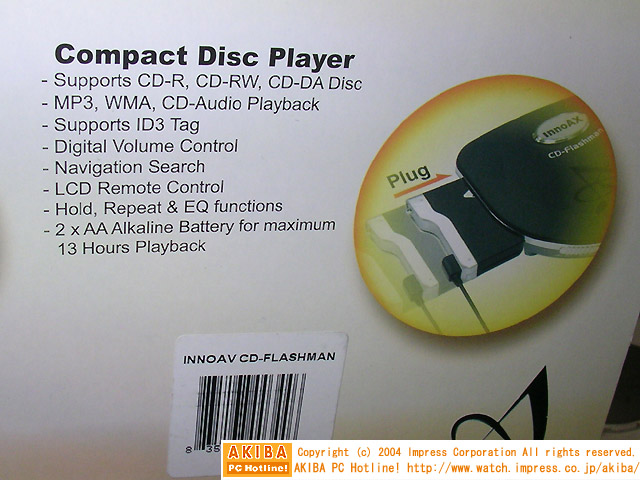 Compact Disc Player
- Supports CD-R, CD-RW, CD-DA Disc
- MP3, WMA, CD-Audio Playback
- Supports ID3 Tag
- Digital Volume Control
- Navigation Search
- LCD Remote Control
- Hold, Repeat & EQ functions
- 2 x AA Alkaline Battery for maximum
13 Hours Playback
Plug
InnoAX
CD-Flashman
INNOAV CD-FLASHMAN
AKIBA
PC Hotline!
Copyright (c) 2004 Impress Corporation All rights reserved.
AKIBA PC Hotline! http://www.watch.impress.co.jp/akiba/